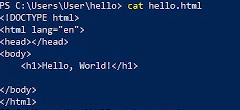 PS C:\Users\User\hello> cat hello.html
<!DOCTYPE html>
<html lang="en">
<head></head>
<body>
    <h1>Hello, World!</h1>

</body>
</html>